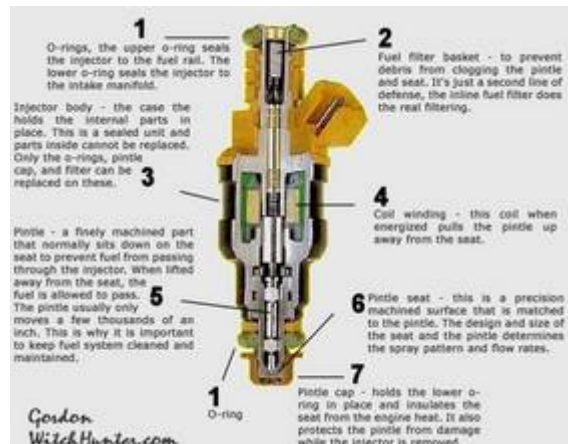 1
O-rings, the upper o-ring seals
the injector to the fuel rail. The
lower o-ring seals the injector to
the intake manifold.
2
Fuel filter basket - to prevent
debris from clogging the pintle
and seat. It's just a second line of
defense, the inline fuel filter does
the real filtering.
Injector body - the case the
holds the internal parts in
place. This is a sealed unit and
parts inside cannot be replaced.
Only the o-rings, pintle
cap, and filter can be
replaced on these.
3
4
Coil winding - this coil when
energized pulls the pintle up
away from the seat.
Pintle - a finely machined part
that normally sits down on the
seat to prevent fuel from passing
through the injector. When lifted
away from the seat, the
fuel is allowed to pass.
The pintle usually only
moves a few thousands of an
inch. This is why it is important
to keep fuel system cleaned and
maintained.
5
6
Pintle seat - this is a precision
machined surface that is matched
to the pintle. The design and size of
the seat and the pintle determines
the spray pattern and flow rates.
1
O-ring
7
Pintle cap - holds the lower o-
ring in place and insulates the
seat from the engine heat. It also
protects the pintle from damage
while the injector is removed.
Gordon
WitchHunter.com